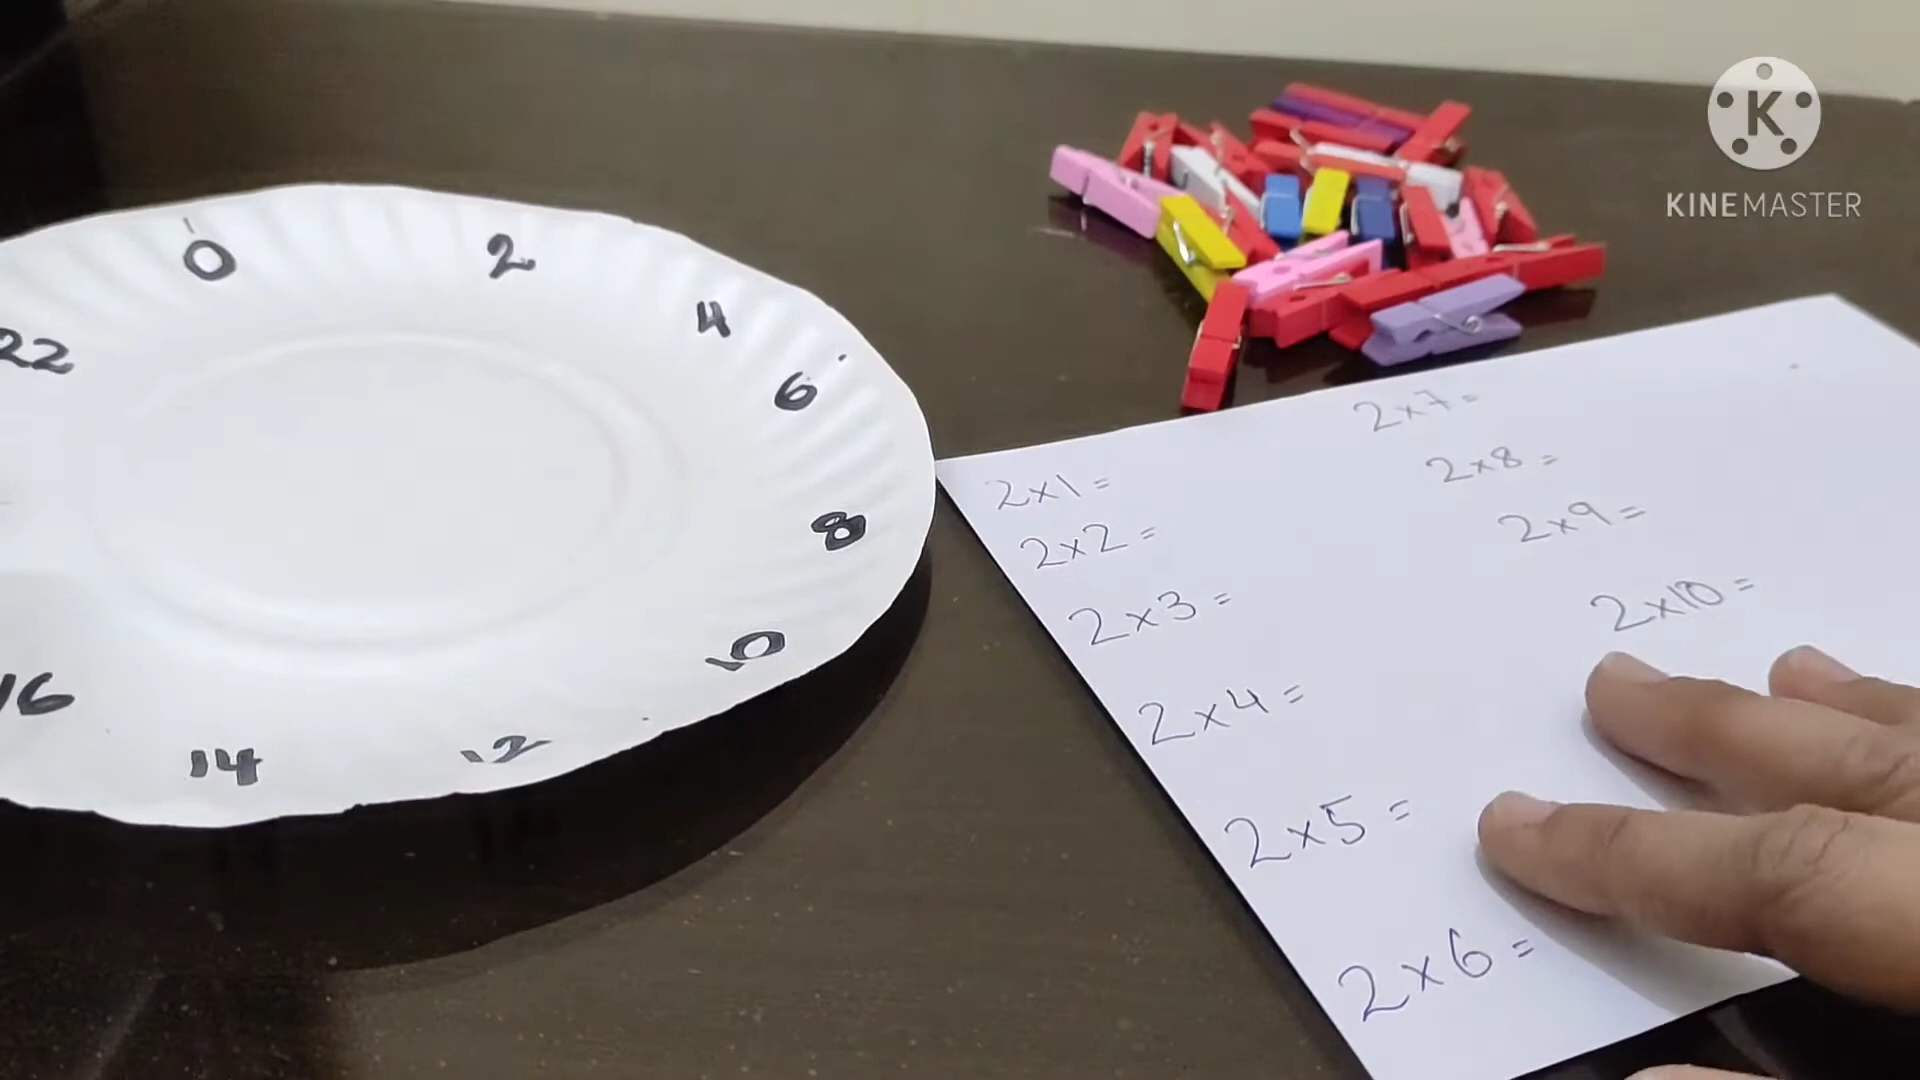 0
2
4
6
8
10
12
14
16
22
2x1=
2x2=
2x3=
2x4=
2x5=
2x6=
2x7=
2x8=
2x9=
2x10=
K
KINEMASTER